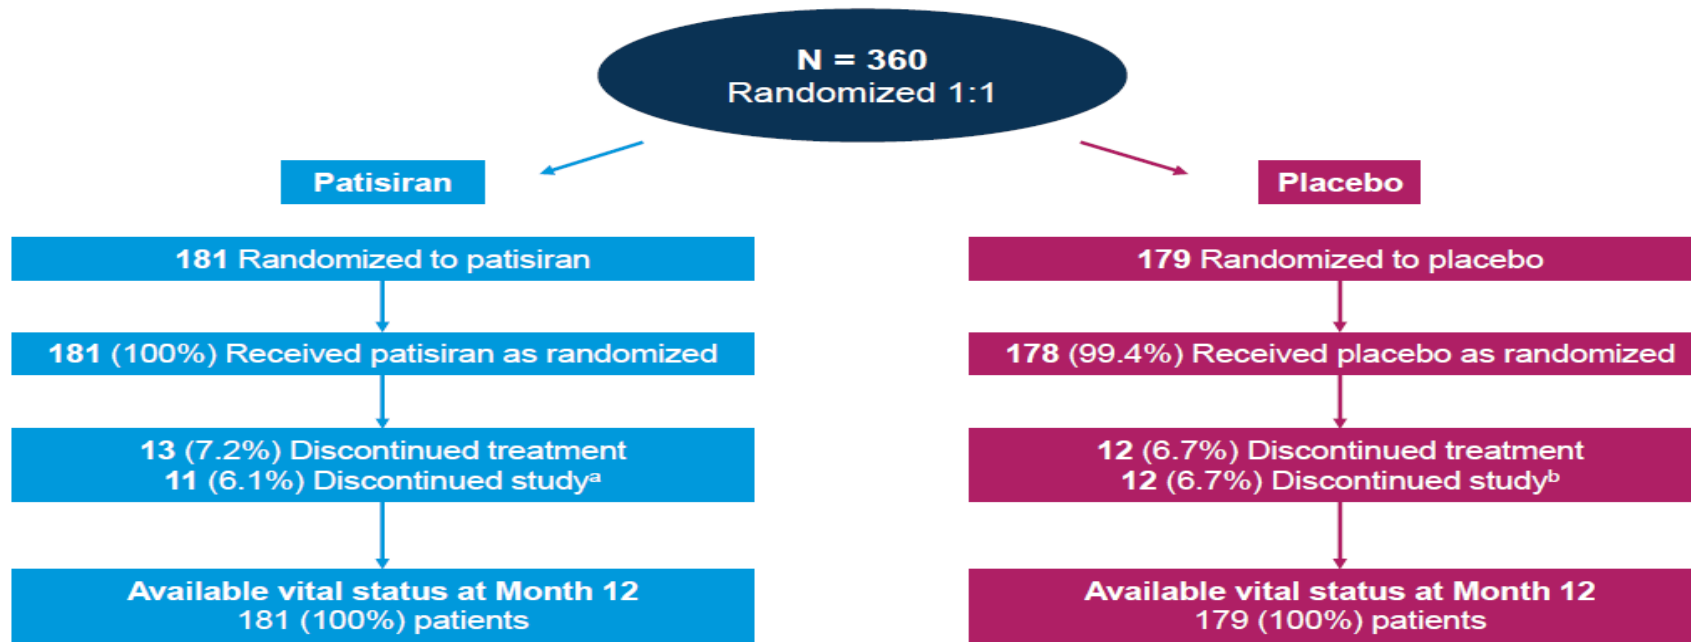 N = 360
Randomized 1:1
Patisiran
Placebo
181 Randomized to patisiran
179 Randomized to placebo
181 (100%) Received patisiran as randomized
178 (99.4%) Received placebo as randomized
13 (7.2%) Discontinued treatment
11 (6.1%) Discontinued studyᵃ
12 (6.7%) Discontinued treatment
12 (6.7%) Discontinued studyᵇ
Available vital status at Month 12
181 (100%) patients
Available vital status at Month 12
179 (100%) patients